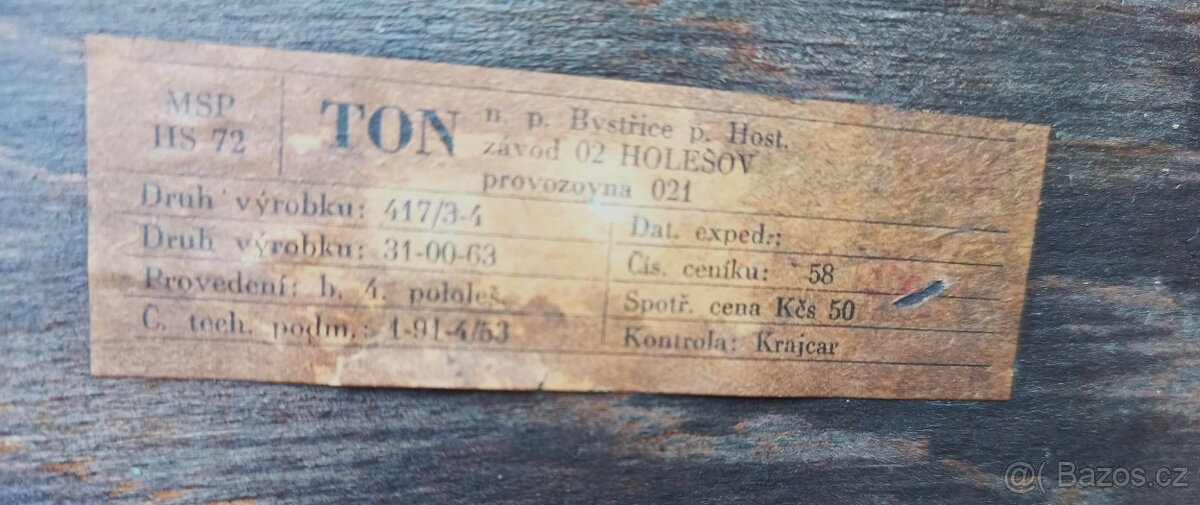 MSP
HS 72
TON
n. p. Bystřice p. Host.
závod 02 HOLEŠOV
provozovna 021
Druh výrobku: 417/3-4
Druh výrobku: 31-00-63
Provedení: b. 4. pololeš.
Č. tech. podm.: 1-91-4/53
Dat. exped.:
Čís. ceníku: 58
Spotř. cena Kčs 50
Kontrola: Krajcar
@( Bazos.cz